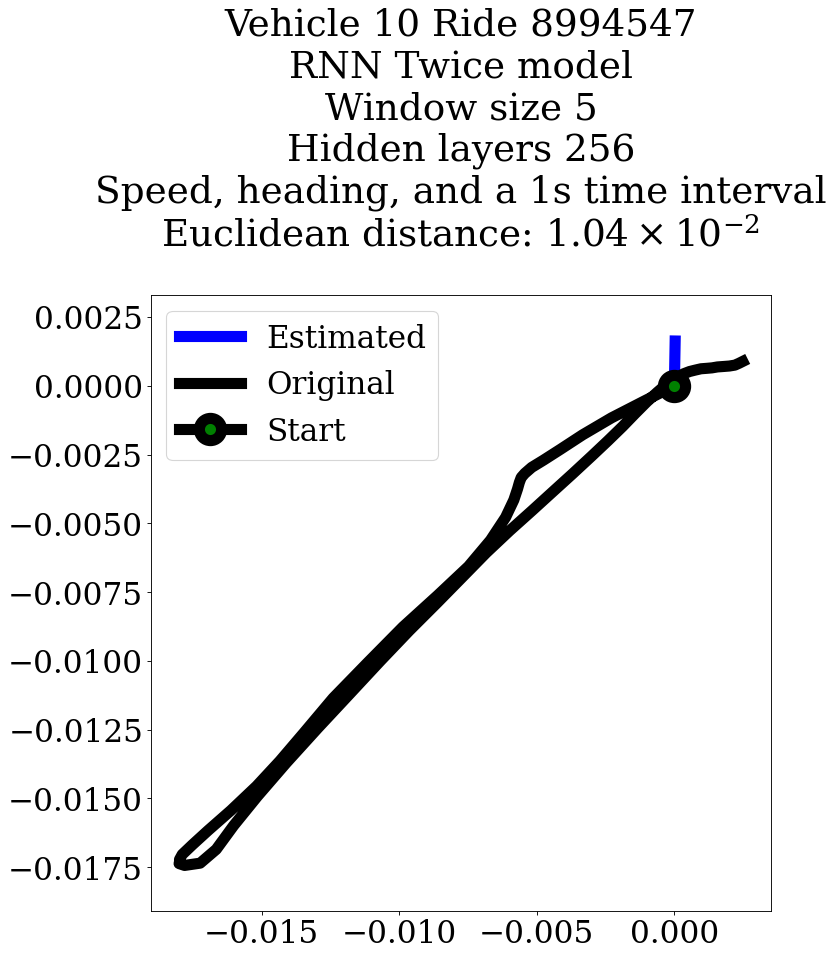 Vehicle 10 Ride 8994547
RNN Twice model
Window size 5
Hidden layers 256
Speed, heading, and a 1s time interval
Euclidean distance: 1.04 × 10⁻²
Estimated
Original
Start
0.0025
0.0000
−0.0025
−0.0050
−0.0075
−0.0100
−0.0125
−0.0150
−0.0175
−0.015 −0.010 −0.005 0.000